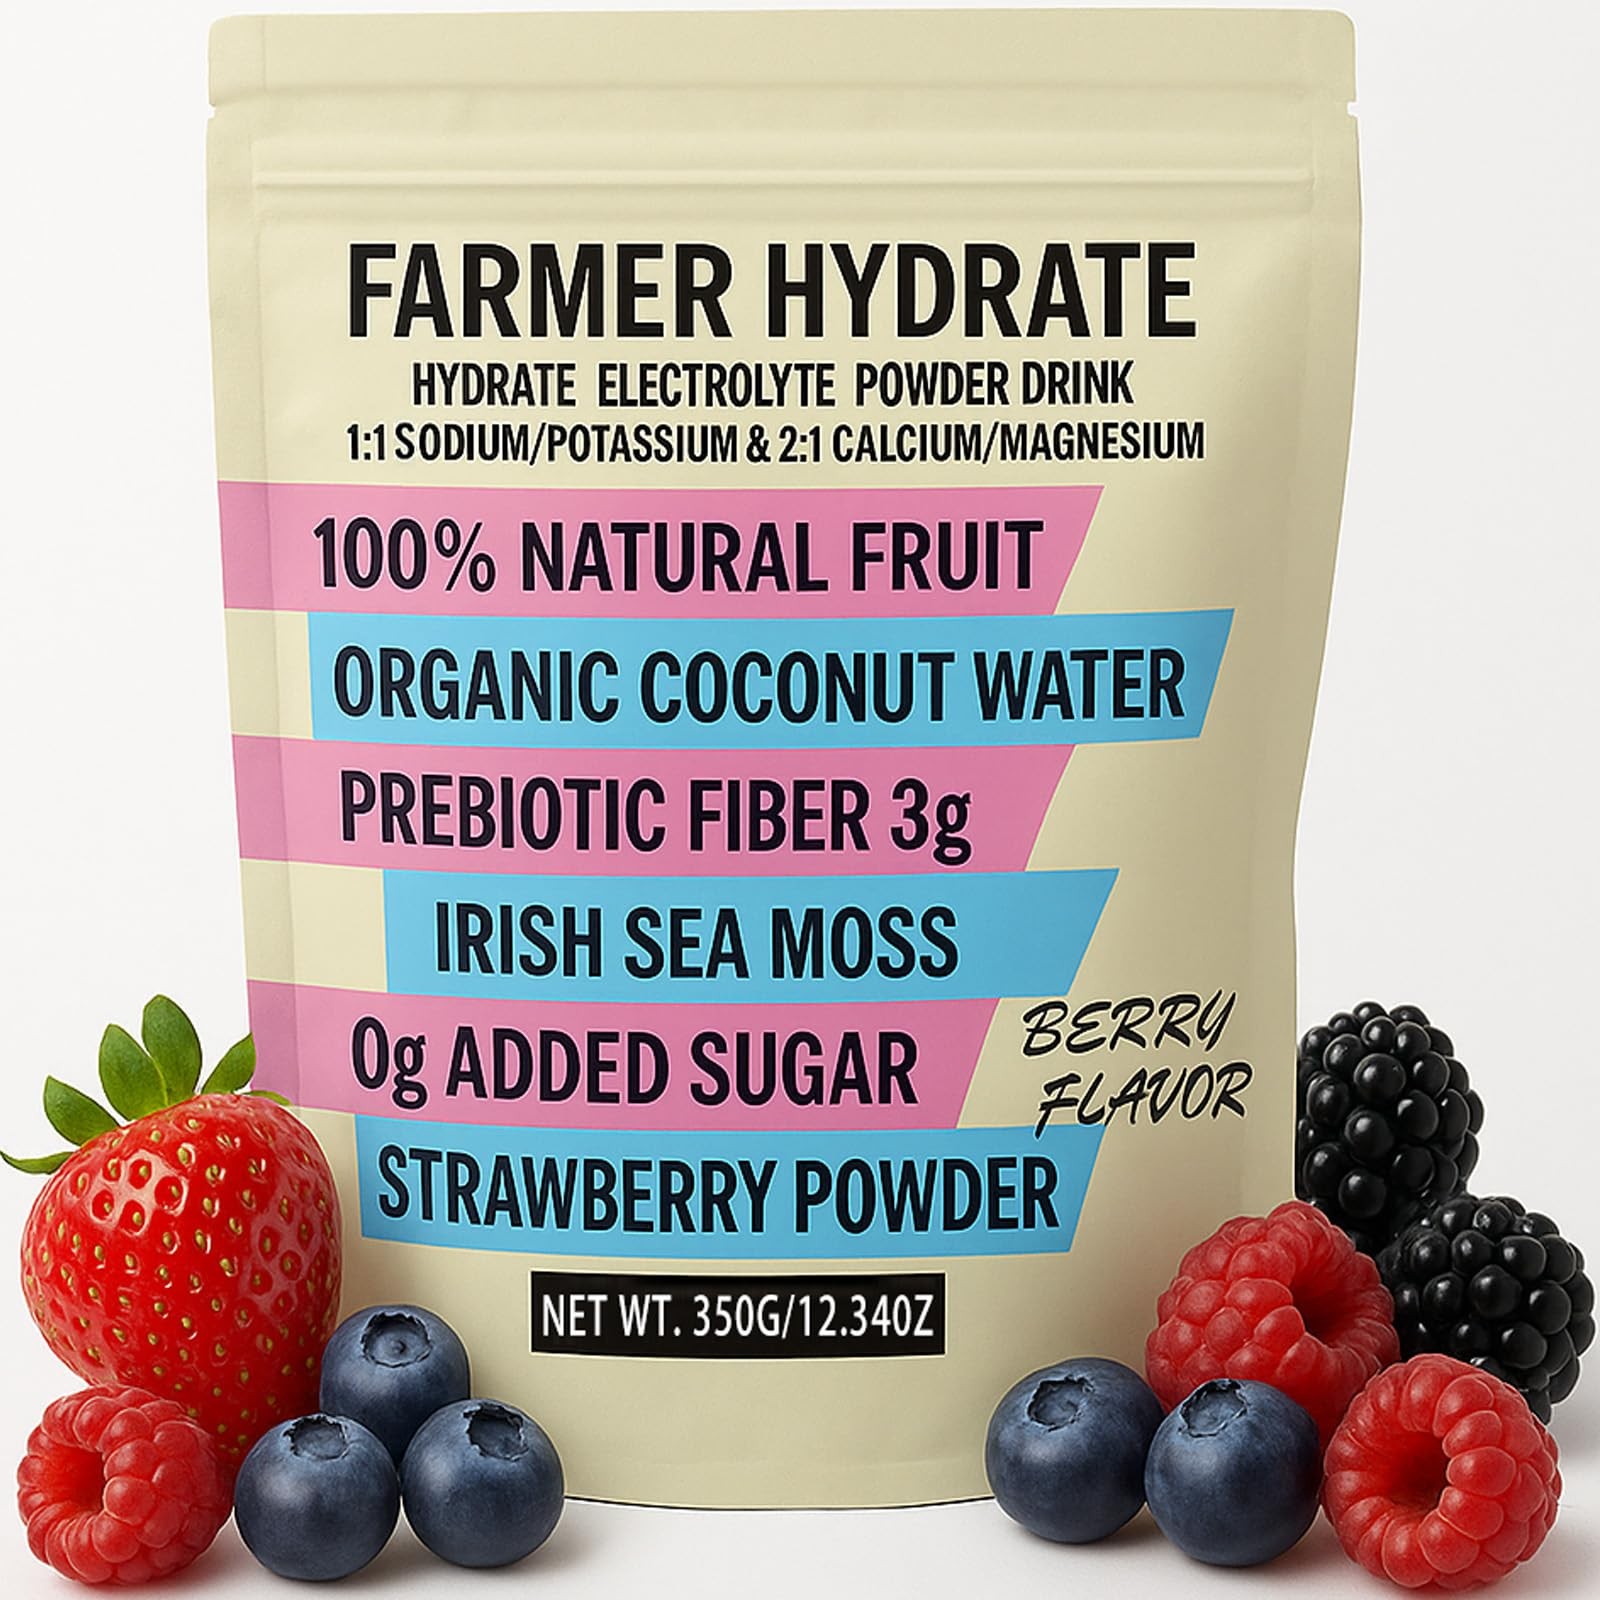 FARMER HYDRATE
HYDRATE ELECTROLYTE POWDER DRINK
1:1 SODIUM/POTASSIUM & 2:1 CALCIUM/MAGNESIUM
100% NATURAL FRUIT
ORGANIC COCONUT WATER
PREBIOTIC FIBER 3g
IRISH SEA MOSS
0g ADDED SUGAR
BERRY
FLAVOR
STRAWBERRY POWDER
NET WT. 350G/12.34OZ